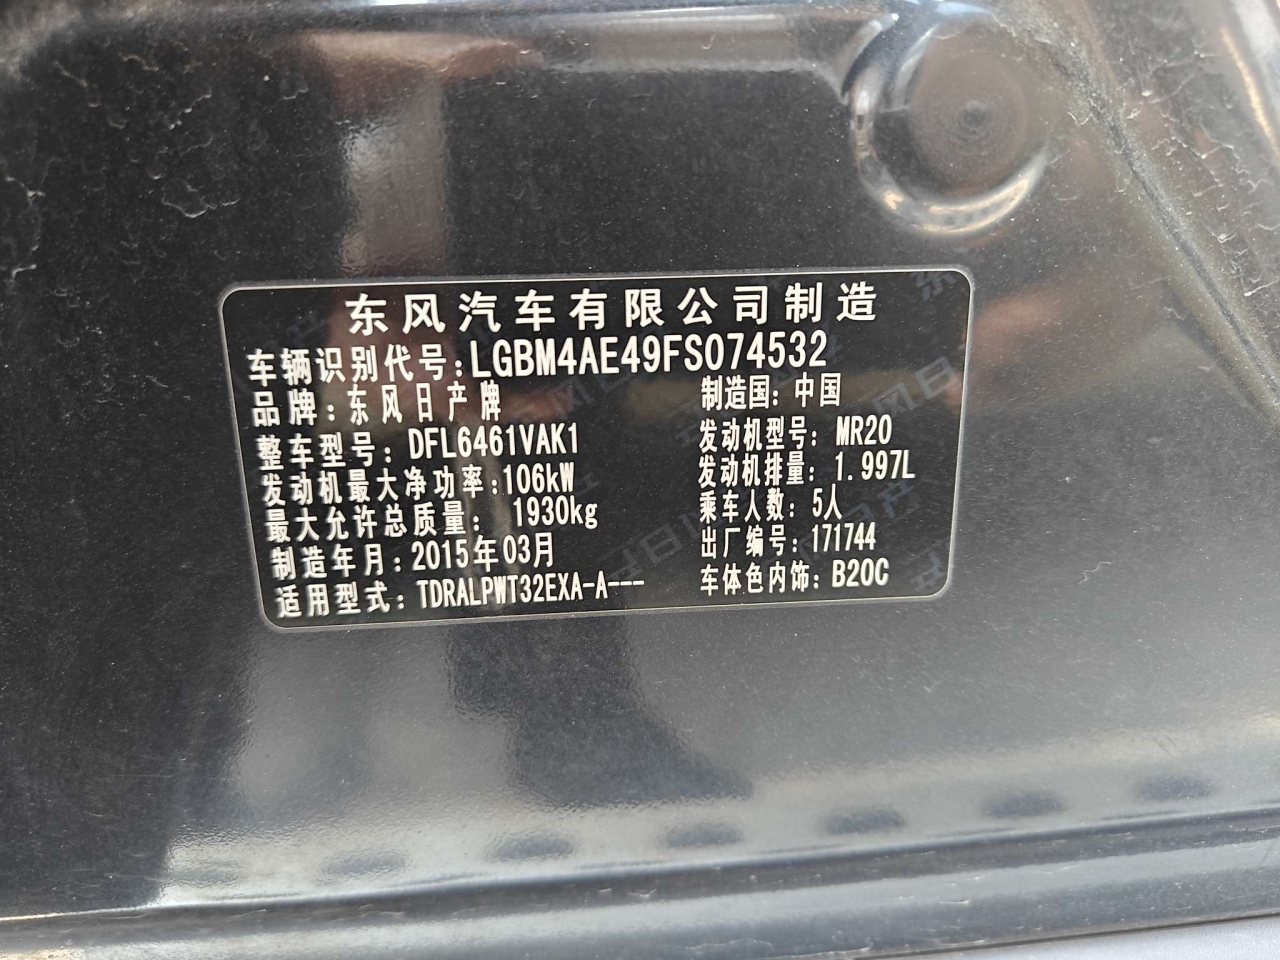 东风汽车有限公司制造
车辆识别代号:LGBM4AE49FS074532
品牌:东风日产牌 制造国:中国
整车型号:DFL6461VAK1 发动机型号:MR20
发动机最大净功率:106kW 发动机排量:1.997L
最大允许总质量: 1930kg 乘车人数:5人
制造年月:2015年03月 出厂编号:171744
适用型式:TDRALPWT32EXA-A--- 车体色内饰:B20C